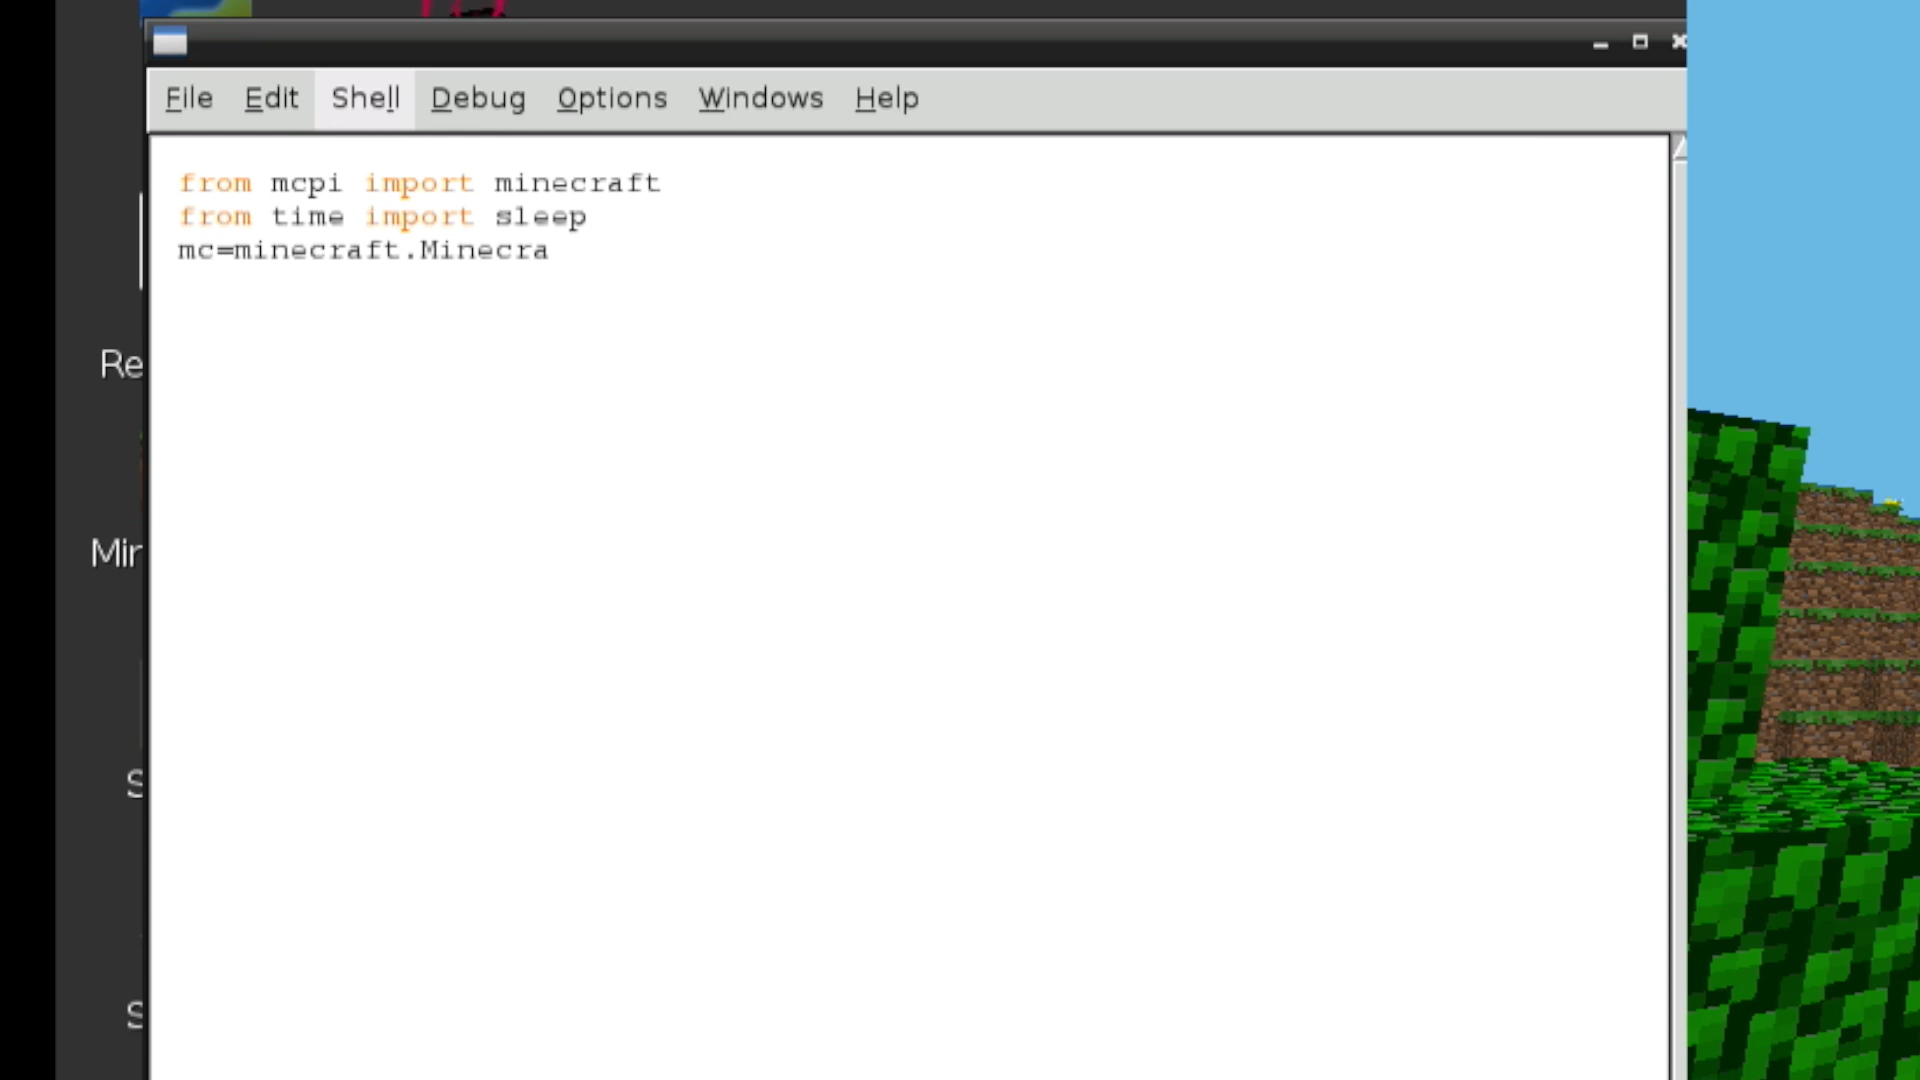 File Edit Shell Debug Options Windows Help
from mcpi import minecraft
from time import sleep
mc=minecraft.Minecra
Re
Mir
S
S